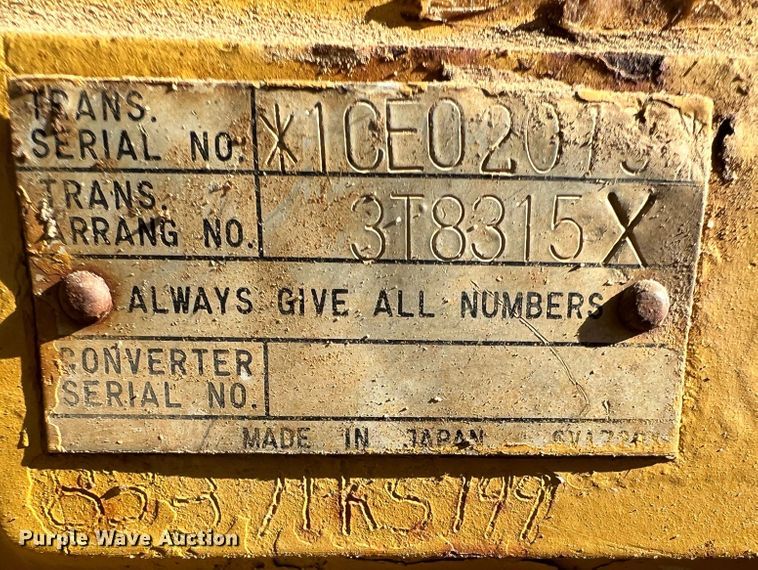 TRANS.
SERIAL NO.
TRANS.
ARRANG NO. 3T8315X
ALWAYS GIVE ALL NUMBERS
CONVERTER
SERIAL NO.
MADE IN JAPAN
Purple Wave Auction